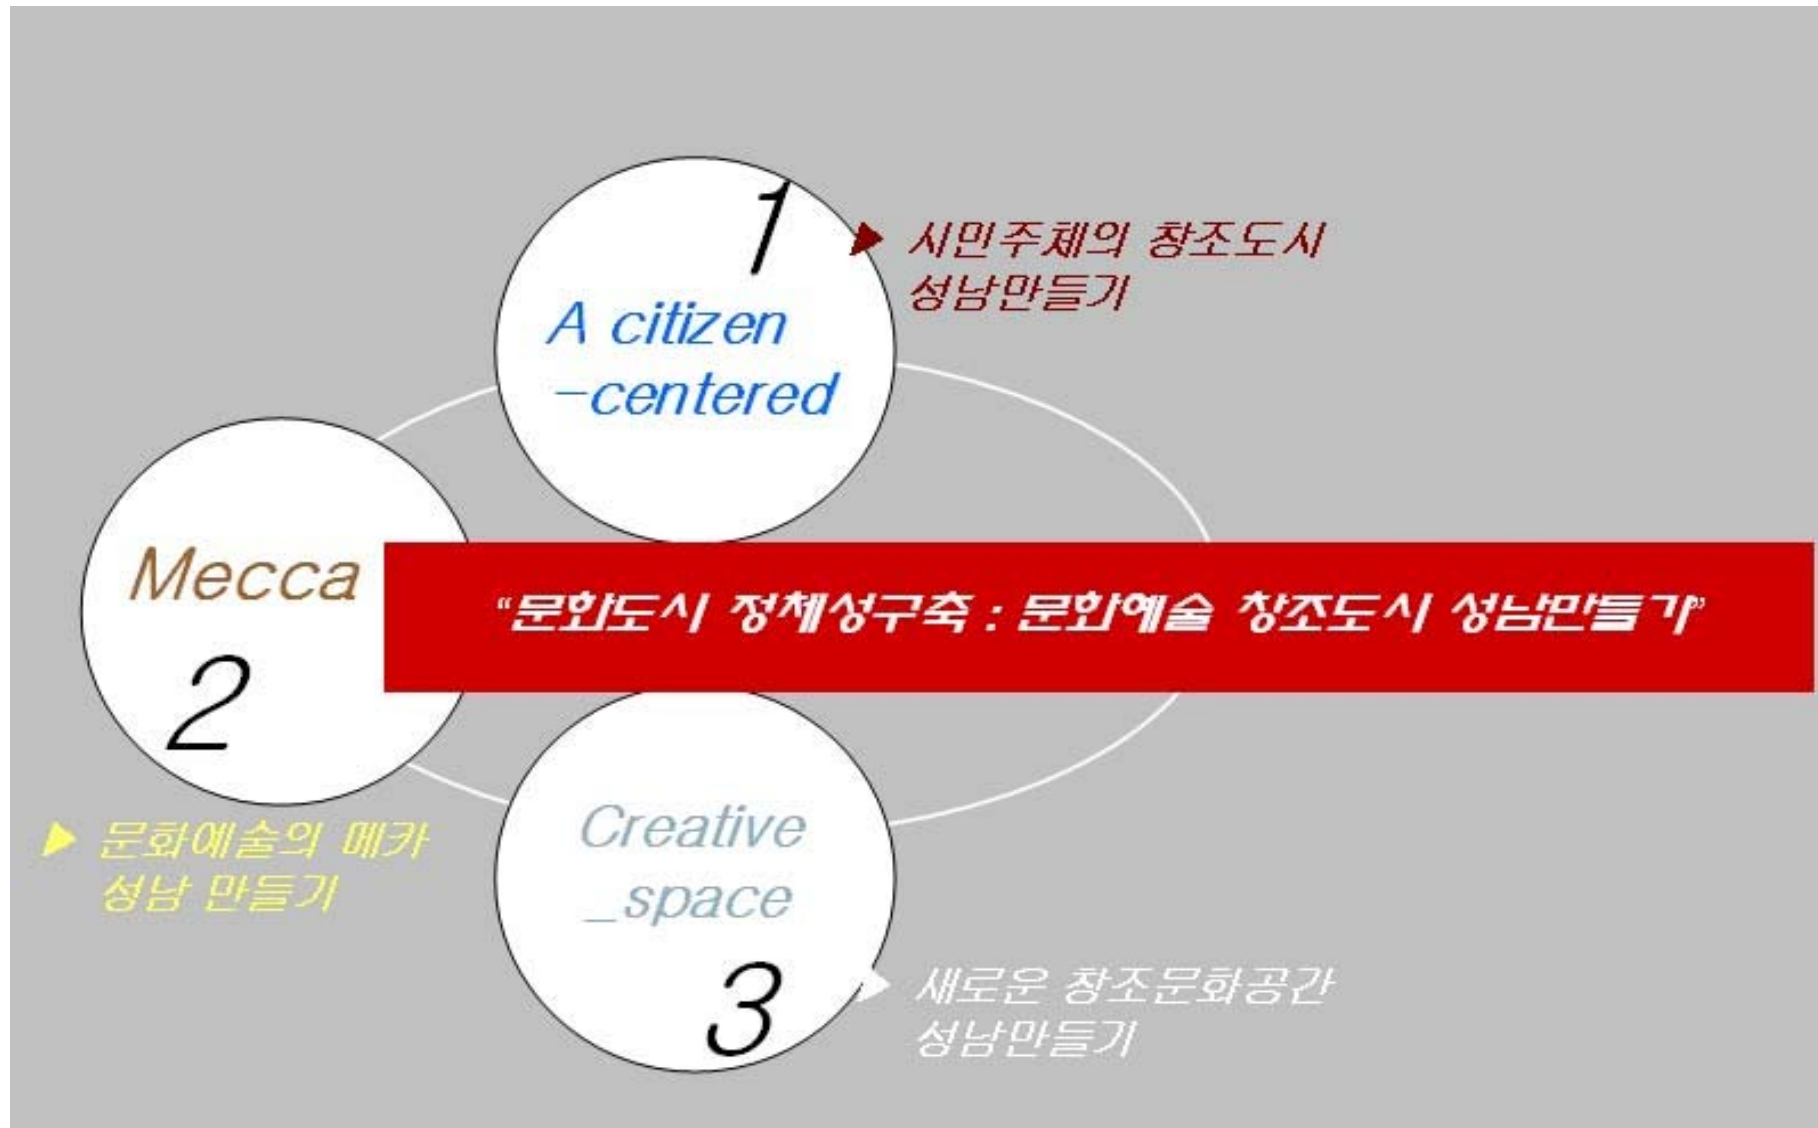 1
A citizen
-centered
▶ 시민주체의 창조도시
성남만들기
Mecca
2
▶ 문화예술의 메카
성남 만들기
“문화도시 정체성구축 : 문화예술 창조도시 성남만들기”
Creative
_space
3
▶ 새로운 창조문화공간
성남만들기